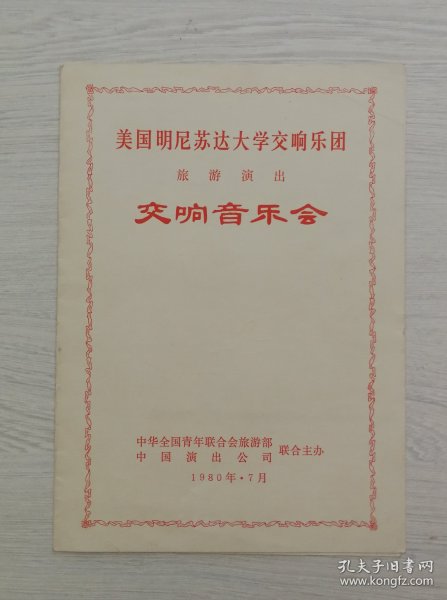 美国明尼苏达大学交响乐团
旅游演出
交响音乐会
中华全国青年联合会旅游部
中国演出公司
联合主办
1980年·7月
孔夫子旧书网
www.kongfz.com